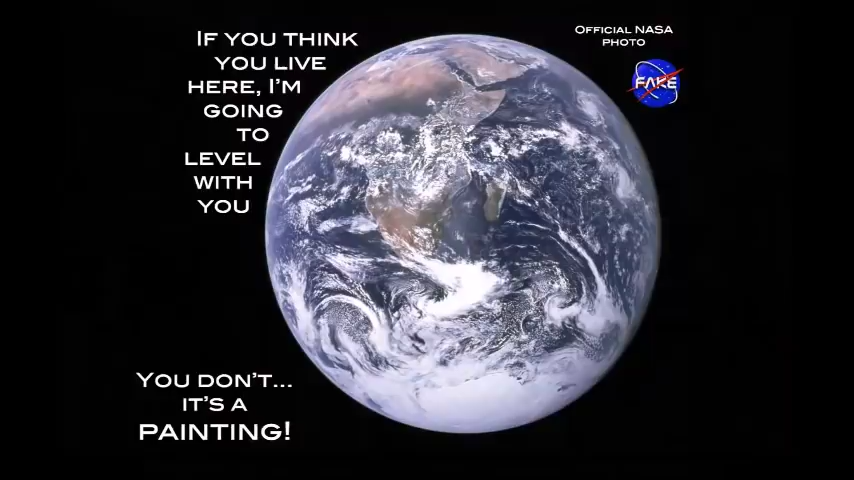 If you think
you live
here, I'm
going
to
level
with
you
Official NASA
photo
FAKE
You don't...
it's a
painting!